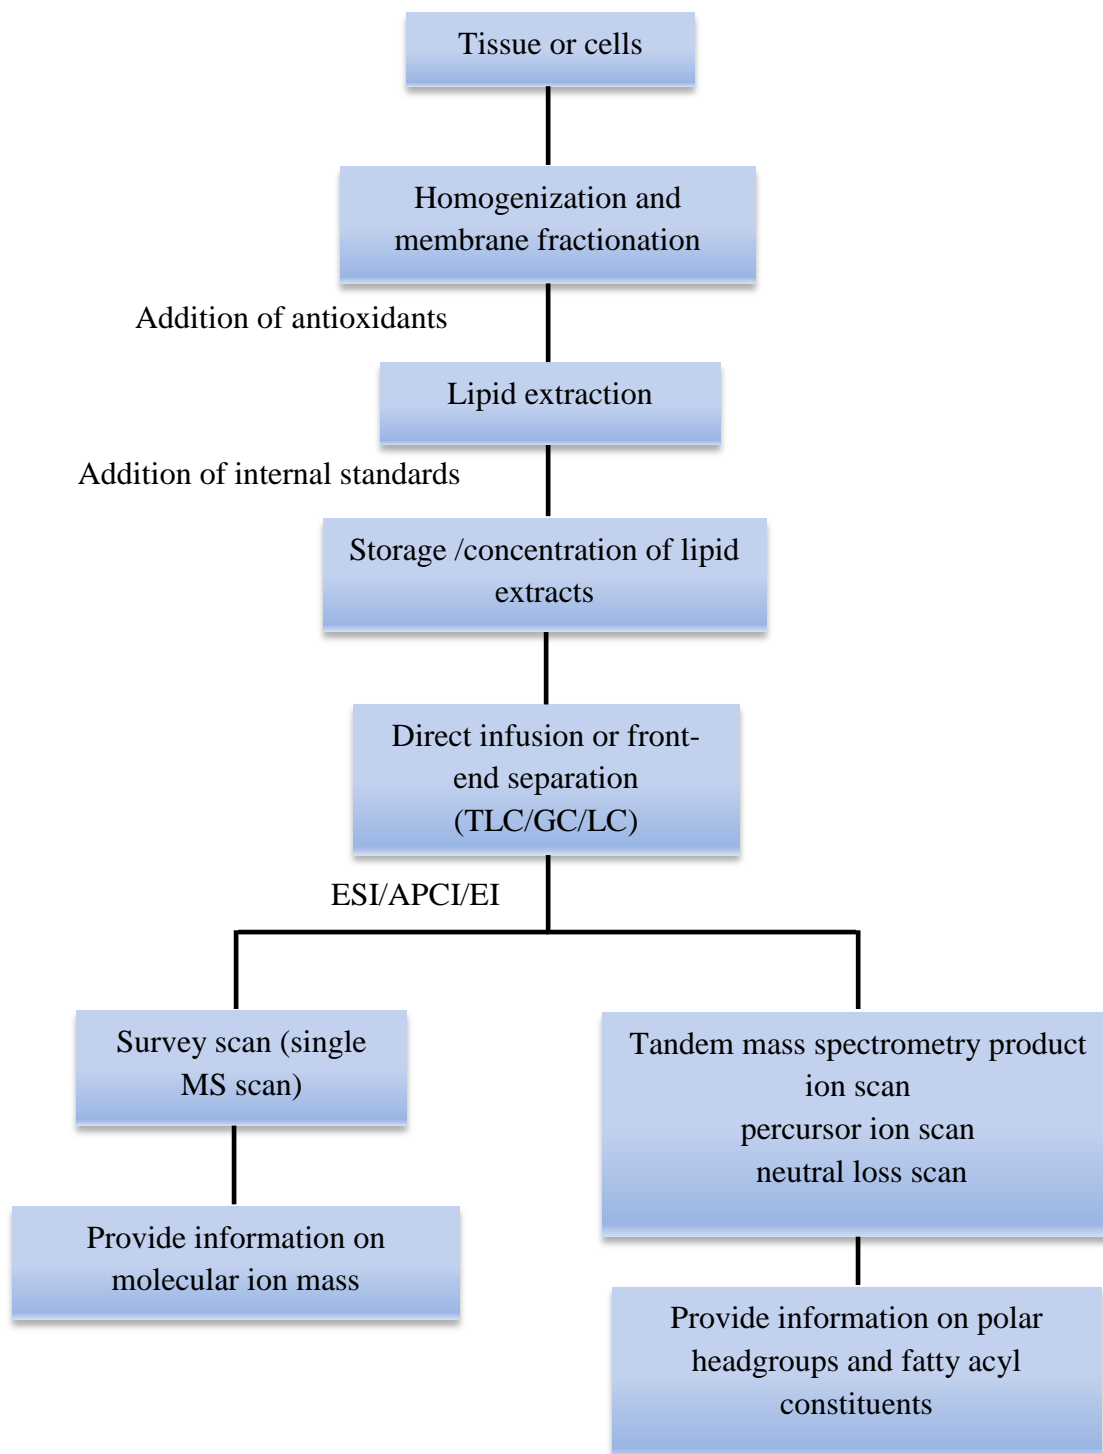 Tissue or cells
Homogenization and
membrane fractionation
Addition of antioxidants
Lipid extraction
Addition of internal standards
Storage /concentration of lipid
extracts
Direct infusion or front-
end separation
(TLC/GC/LC)
ESI/APCI/EI
Survey scan (single
MS scan)
Provide information on
molecular ion mass
Tandem mass spectrometry product
ion scan
percursor ion scan
neutral loss scan
Provide information on polar
headgroups and fatty acyl
constituents